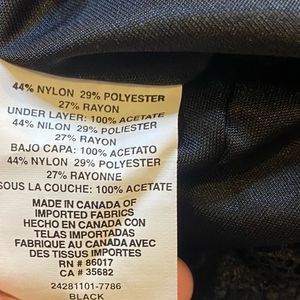 44% NYLON 29% POLYESTER
27% RAYON
UNDER LAYER: 100% ACETATE
44% NILON 29% POLIESTER
27% RAYON
BAJO CAPA: 100% ACETATO
44% NYLON 29% POLYESTER
27% RAYONNE
SOUS LA COUCHE: 100% ACETATE
MADE IN CANADA OF
IMPORTED FABRICS
HECHO EN CANADA CON
TELAS IMPORTADAS
FABRIQUE AU CANADA AVEC
DES TISSUS IMPORTES
RN # 86017
CA # 35682
24281101-7786
BLACK